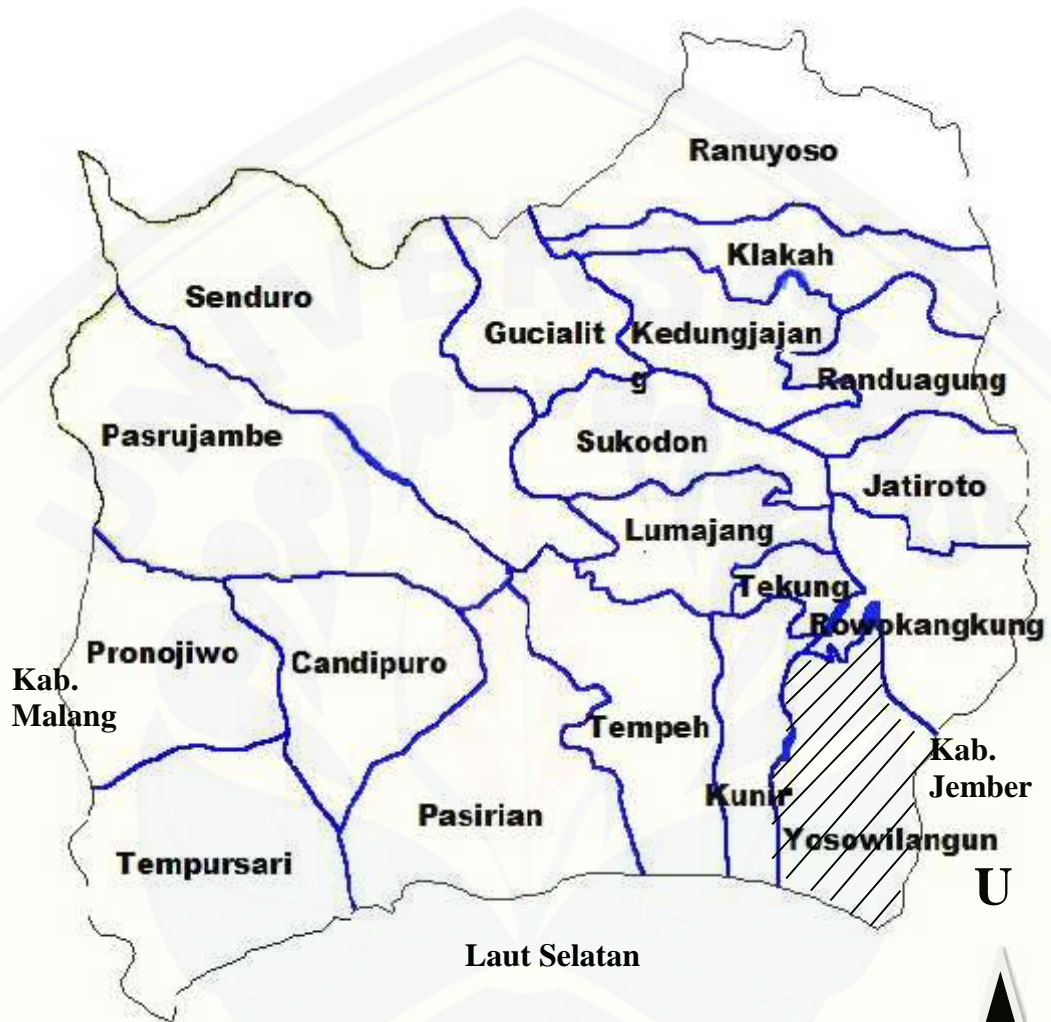 Ranuyoso
Klakah
Senduro
Gucialit
Kedungjajan
g
Randuagung
Pasrujambe
Sukodon
Jatiroto
Lumajang
Tekung
Rowokangkung
Pronojiwo
Candipuro
Kab.
Malang
Tempeh
Kab.
Jember
Kunir
Pasirian
Yosowilangun
Tempursari
U
Laut Selatan
UNIVERS